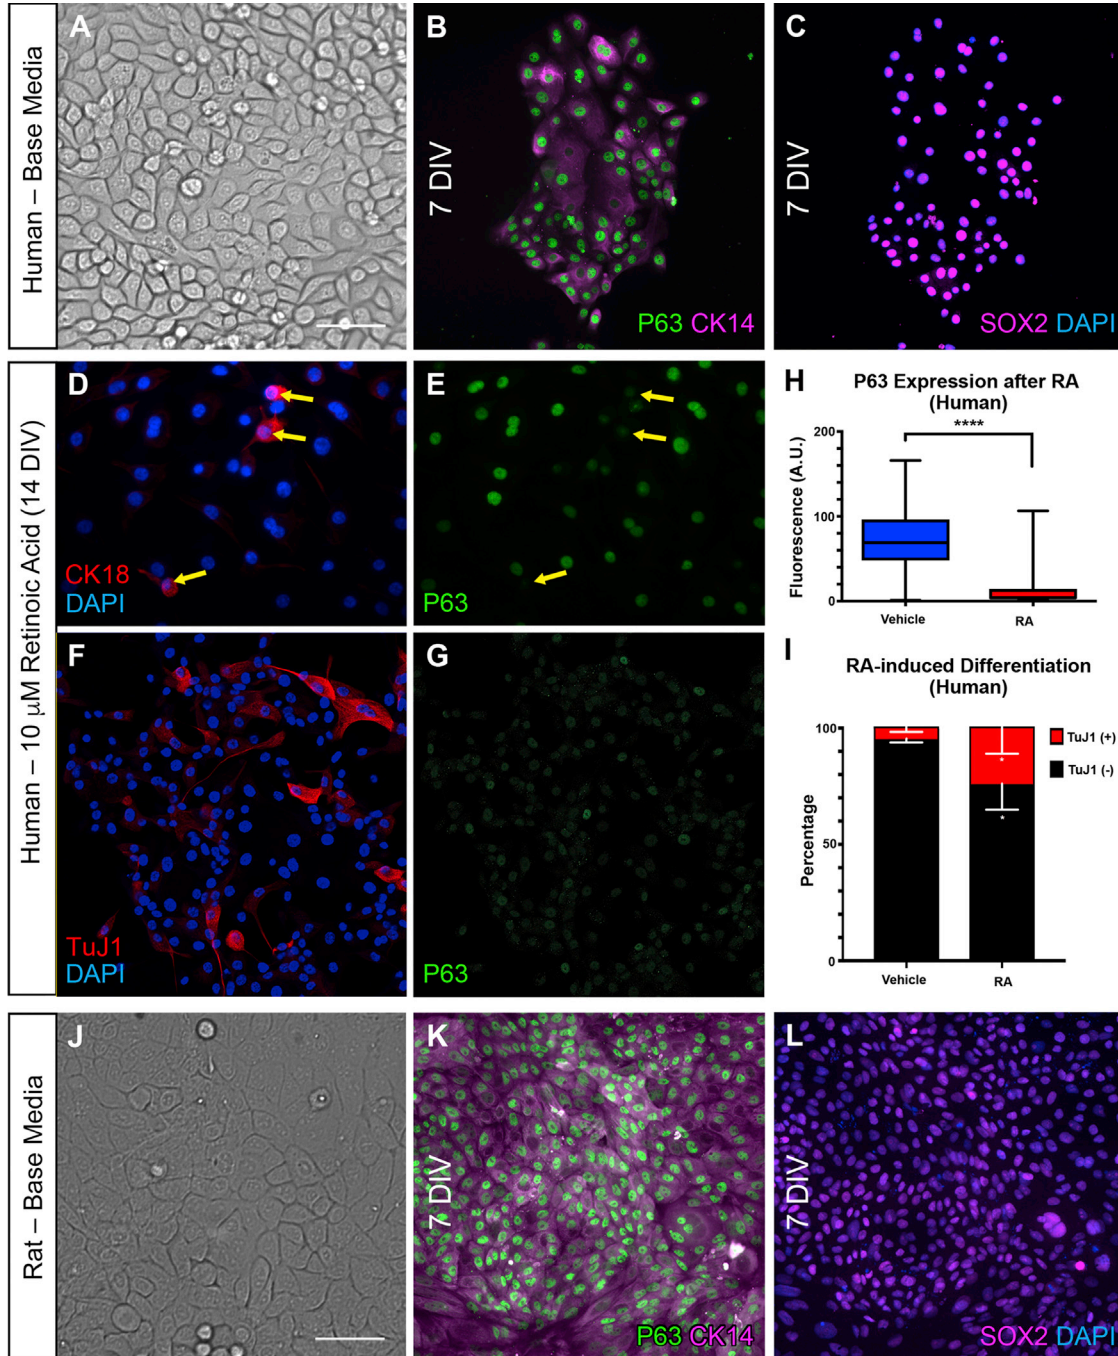 Human – Base Media
A
B
7 DIV
P63 CK14
C
7 DIV
SOX2 DAPI
Human – 10 µM Retinoic Acid (14 DIV)
D
CK18
DAPI
E
P63
F
TuJ1
DAPI
G
P63
H
P63 Expression after RA
(Human)
****
Fluorescence (A.U.)
200
100
0
Vehicle
RA
I
RA-induced Differentiation
(Human)
Percentage
100
50
0
*
*
Vehicle
RA
TuJ1 (+)
TuJ1 (-)
Rat – Base Media
J
K
7 DIV
P63 CK14
L
7 DIV
SOX2 DAPI